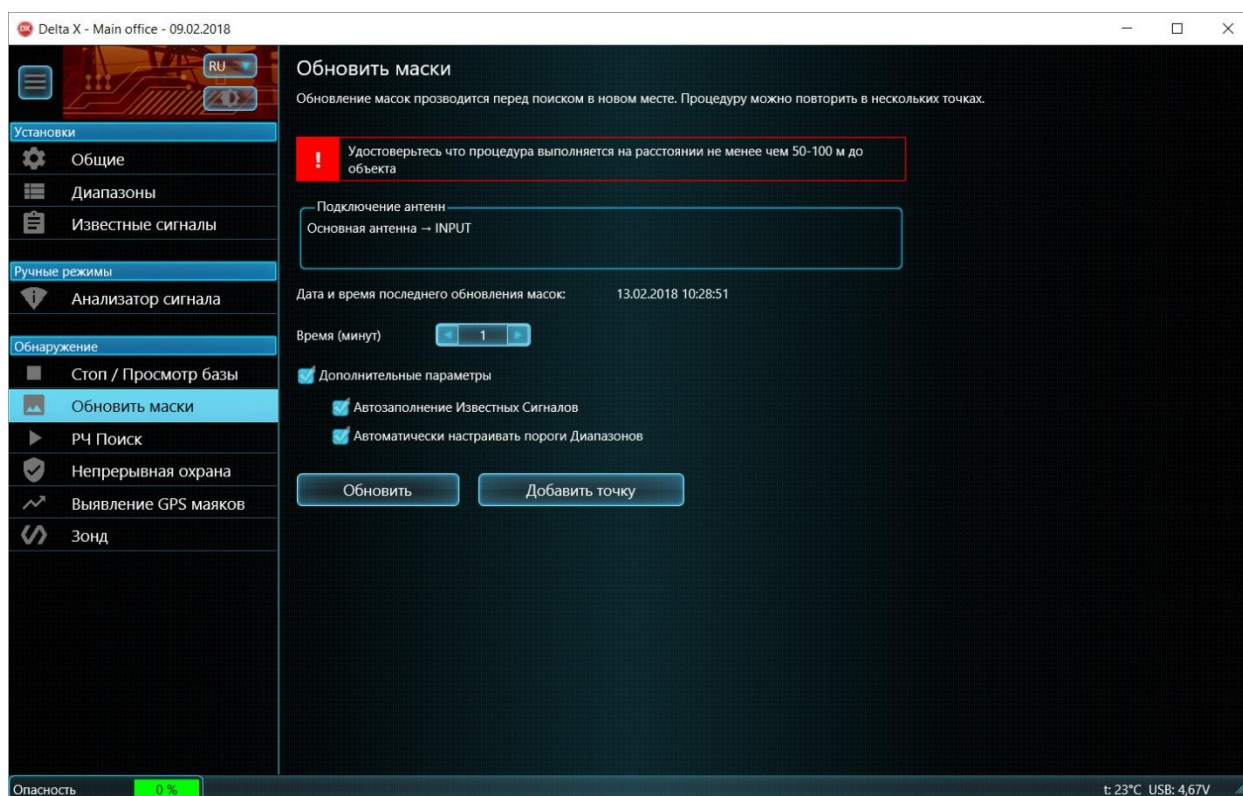 DX Delta X - Main office - 09.02.2018
RU
Установки
Общие
Диапазоны
Известные сигналы
Ручные режимы
Анализатор сигнала
Обнаружение
Стоп / Просмотр базы
Обновить маски
РЧ Поиск
Непрерывная охрана
Выявление GPS маяков
Зонд
Обновить маски
Обновление масок прозводится перед поиском в новом месте. Процедуру можно повторить в нескольких точках.
!
Удостоверьтесь что процедура выполняется на расстоянии не менее чем 50-100 м до
объекта
Подключение антенн
Основная антенна → INPUT
Дата и время последнего обновления масок: 13.02.2018 10:28:51
Время (минут) 1
Дополнительные параметры
Автозаполнение Известных Сигналов
Автоматически настраивать пороги Диапазонов
Обновить Добавить точку
Опасность 0 % t: 23°C USB: 4,67V